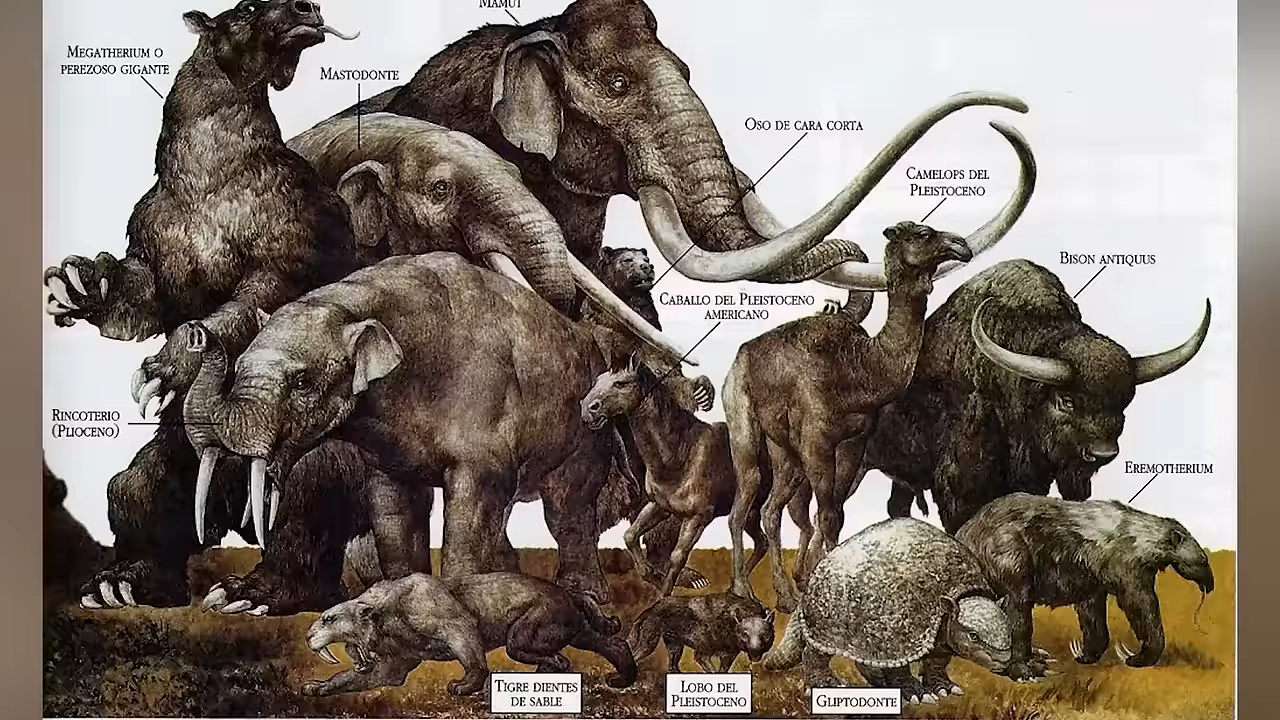 MAMUT
MEGATHERIUM O
PEREZOSO GIGANTE
MASTODONTE
OSO DE CARA CORTA
CAMELOPS DEL
PLEISTOCENO
BISON ANTIQUUS
CABALLO DEL PLEISTOCENO
AMERICANO
RINCOTERIO
(PLIOCENO)
EREMOTHERIUM
TIGRE DIENTES
DE SABLE
LOBO DEL
PLEISTOCENO
GLIPTODONTE